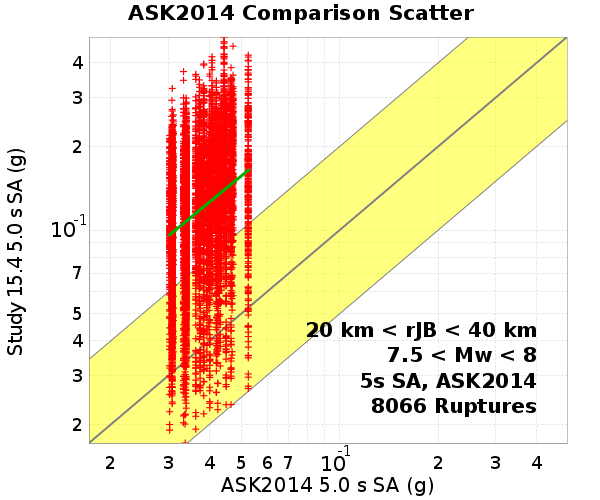 ASK2014 Comparison Scatter
Study 15.4 5.0 s SA (g)
4
3
2
10^-1
7
5
4
3
2
20 km < rJB < 40 km
7.5 < Mw < 8
5s SA, ASK2014
8066 Ruptures
2 3 4 5 6 7 10^-1 2 3 4
ASK2014 5.0 s SA (g)